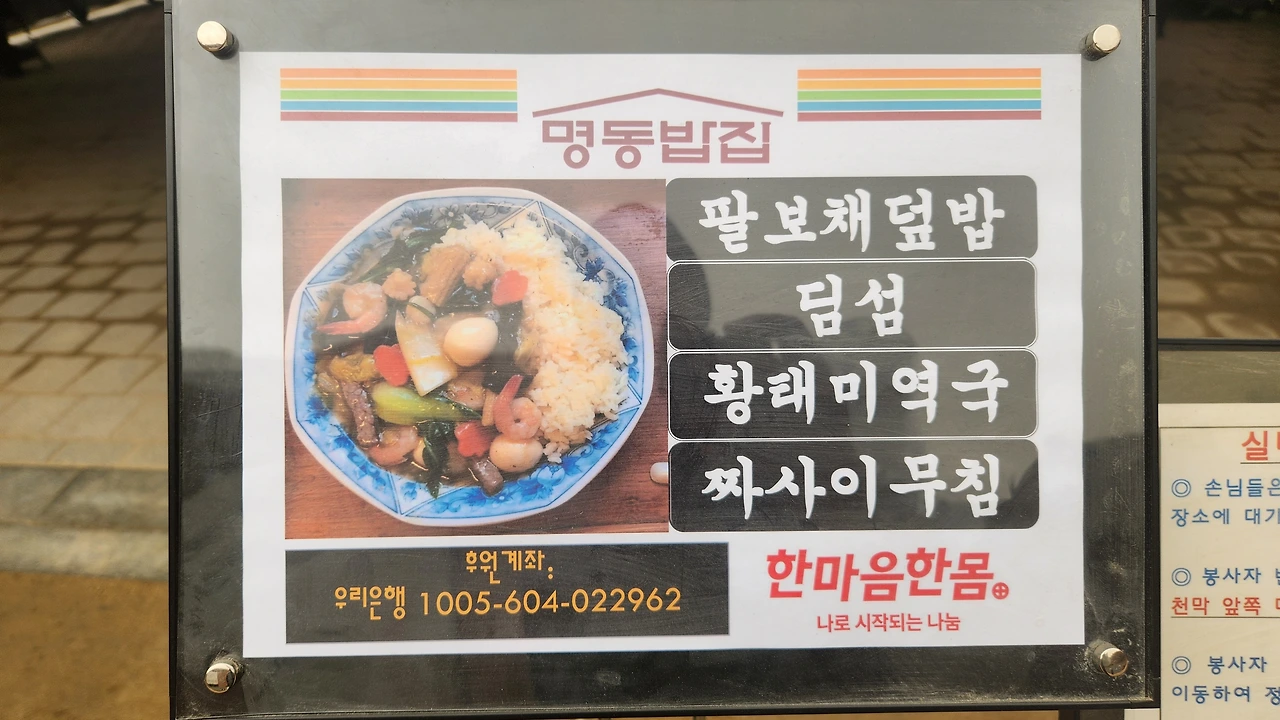 명동밥집
팔보채덮밥
딤섬
황태미역국
짜사이무침
후원계좌:
우리은행 1005-604-022962
한마음한몸
나로 시작되는 나눔
◎ 손님들은
장소에 대기
◎ 봉사자
천막 앞쪽
◎ 봉사자
이동하여